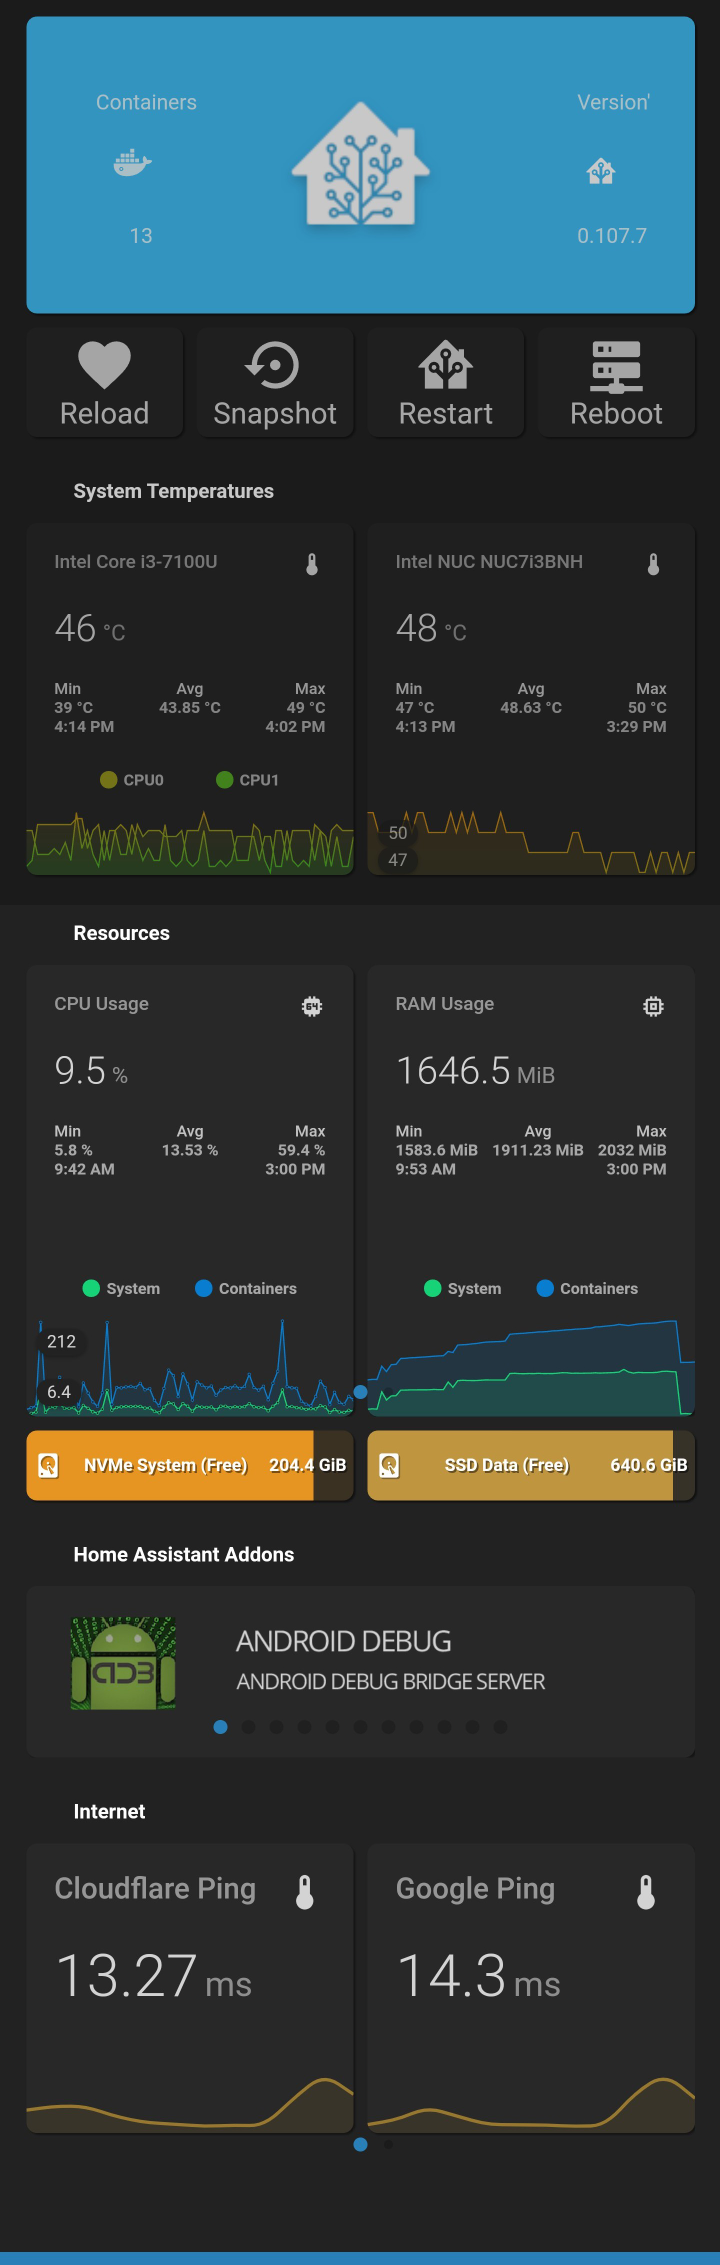 Containers
Version'
13
0.107.7
Reload
Snapshot
Restart
Reboot
System Temperatures
Intel Core i3-7100U
46 °C
Min Avg Max
39 °C 43.85 °C 49 °C
4:14 PM 4:02 PM
CPU0 CPU1
Intel NUC NUC7i3BNH
48 °C
Min Avg Max
47 °C 48.63 °C 50 °C
4:13 PM 3:29 PM
50
47
Resources
CPU Usage
64
9.5 %
Min Avg Max
5.8 % 13.53 % 59.4 %
9:42 AM 3:00 PM
System Containers
212
6.4
RAM Usage
1646.5 MiB
Min Avg Max
1583.6 MiB 1911.23 MiB 2032 MiB
9:53 AM 3:00 PM
System Containers
NVMe System (Free) 204.4 GiB
SSD Data (Free) 640.6 GiB
Home Assistant Addons
ADB
ANDROID DEBUG
ANDROID DEBUG BRIDGE SERVER
Internet
Cloudflare Ping
13.27 ms
Google Ping
14.3 ms